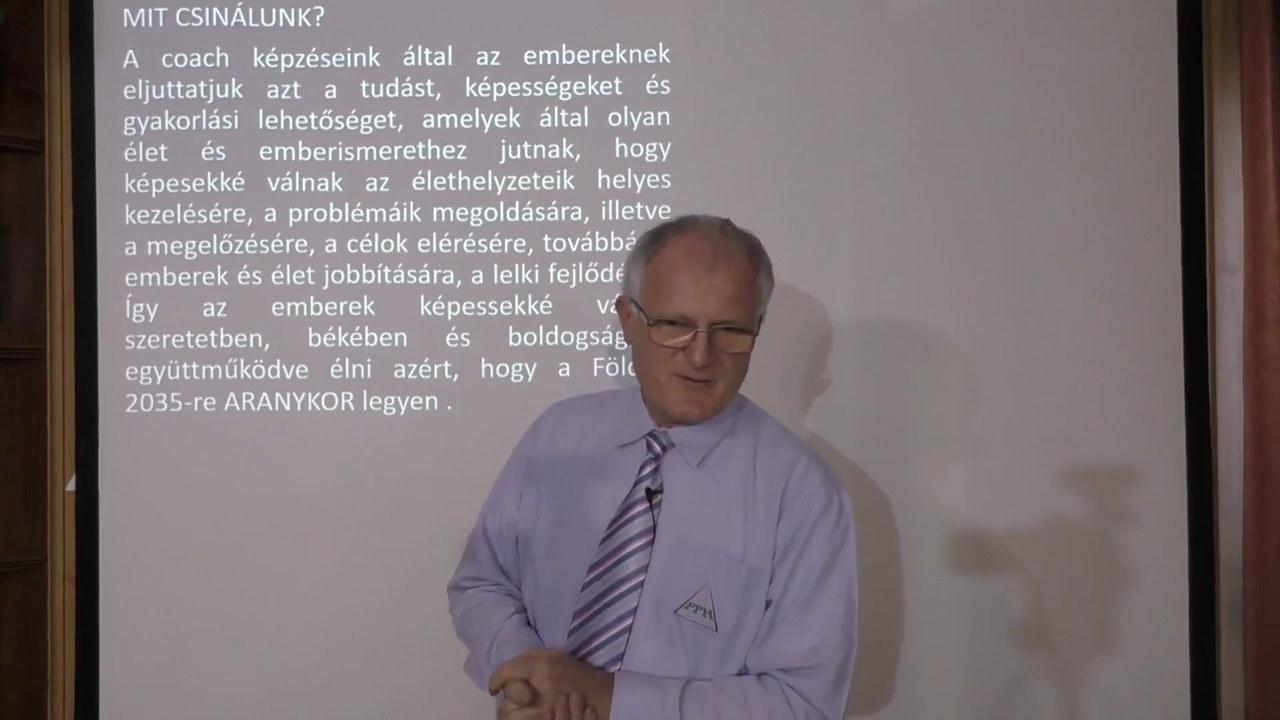 MIT CSINÁLUNK?
A coach képzéseink által az embereknek
eljuttatjuk azt a tudást, képességeket és
gyakorlási lehetőséget, amelyek által olyan
élet és emberismerethez jutnak, hogy
képesekké válnak az élethelyzeteik helyes
kezelésére, a problémáik megoldására, illetve
a megelőzésére, a célok elérésére,
emberek és élet jobbítására, a lelki
Így az emberek képessekké
szeretetben, békében és
együttműködve élni azért, hogy a
2035-re ARANYKOR legyen .